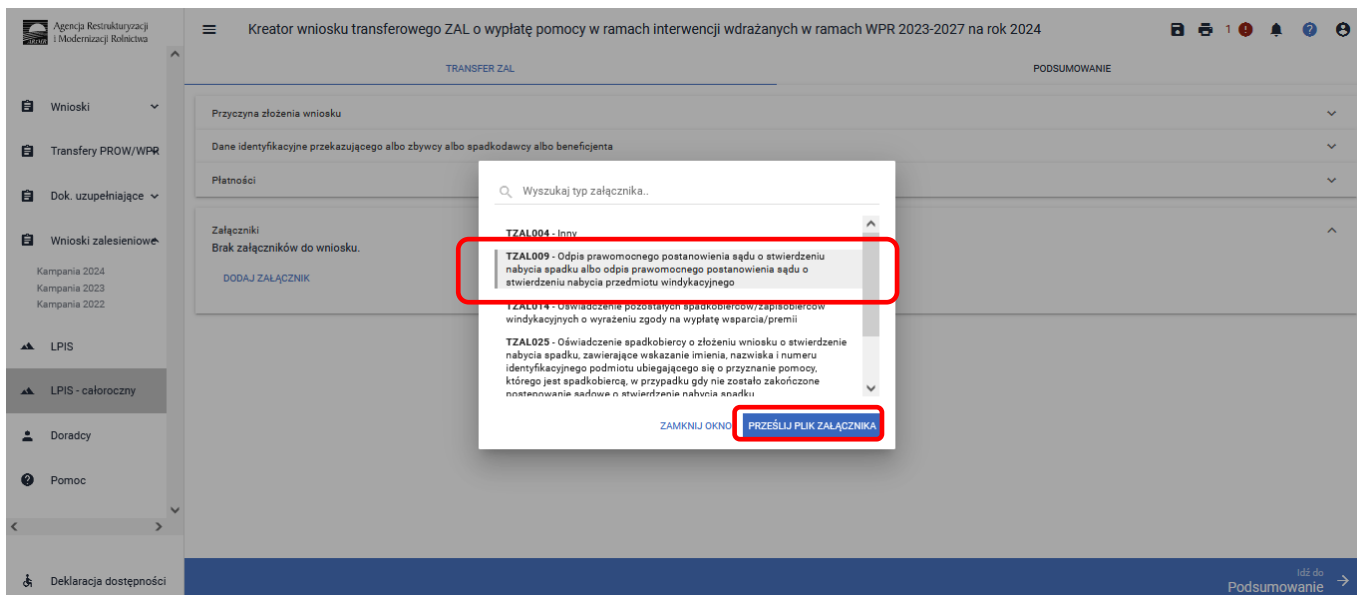 Agencja Restrukturyzacji
i Modernizacji Rolnictwa
Kreator wniosku transferowego ZAL o wypłatę pomocy w ramach interwencji wdrażanych w ramach WPR 2023-2027 na rok 2024
1
TRANSFER ZAL
PODSUMOWANIE
Wnioski
Transfery PROW/WPR
Dok. uzupełniające
Wnioski zalesieniowe
Kampania 2024
Kampania 2023
Kampania 2022
LPIS
LPIS - całoroczny
Doradcy
Pomoc
Deklaracja dostępności
Przyczyna złożenia wniosku
Dane identyfikacyjne przekazującego albo zbywcy albo spadkodawcy albo beneficjenta
Płatności
Załączniki
Brak załączników do wniosku.
DODAJ ZAŁĄCZNIK
Wyszukaj typ załącznika..
TZAL004 - Inny
TZAL009 - Odpis prawomocnego postanowienia sądu o stwierdzeniu
nabycia spadku albo odpis prawomocnego postanowienia sądu o
stwierdzeniu nabycia przedmiotu windykacyjnego
TZAL014 - Oświadczenie pozostałych spadkobierców/zapisobierców
windykacyjnych o wyrażeniu zgody na wypłatę wsparcia/premii
TZAL025 - Oświadczenie spadkobiercy o złożeniu wniosku o stwierdzenie
nabycia spadku, zawierające wskazanie imienia, nazwiska i numeru
identyfikacyjnego podmiotu ubiegającego się o przyznanie pomocy,
którego jest spadkobiercą, w przypadku gdy nie zostało zakończone
postępowanie sądowe o stwierdzenie nabycia spadku
ZAMKNIJ OKNO
PRZEŚLIJ PLIK ZAŁĄCZNIKA
Idź do
Podsumowanie